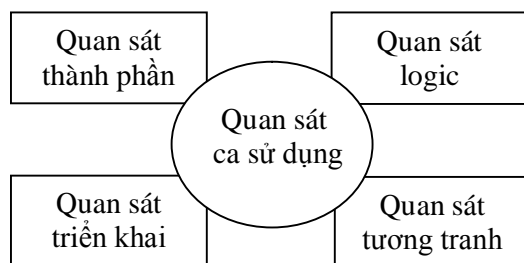 Quan sát
thành phần
Quan sát
logic
Quan sát
ca sử dụng
Quan sát
triển khai
Quan sát
tương tranh